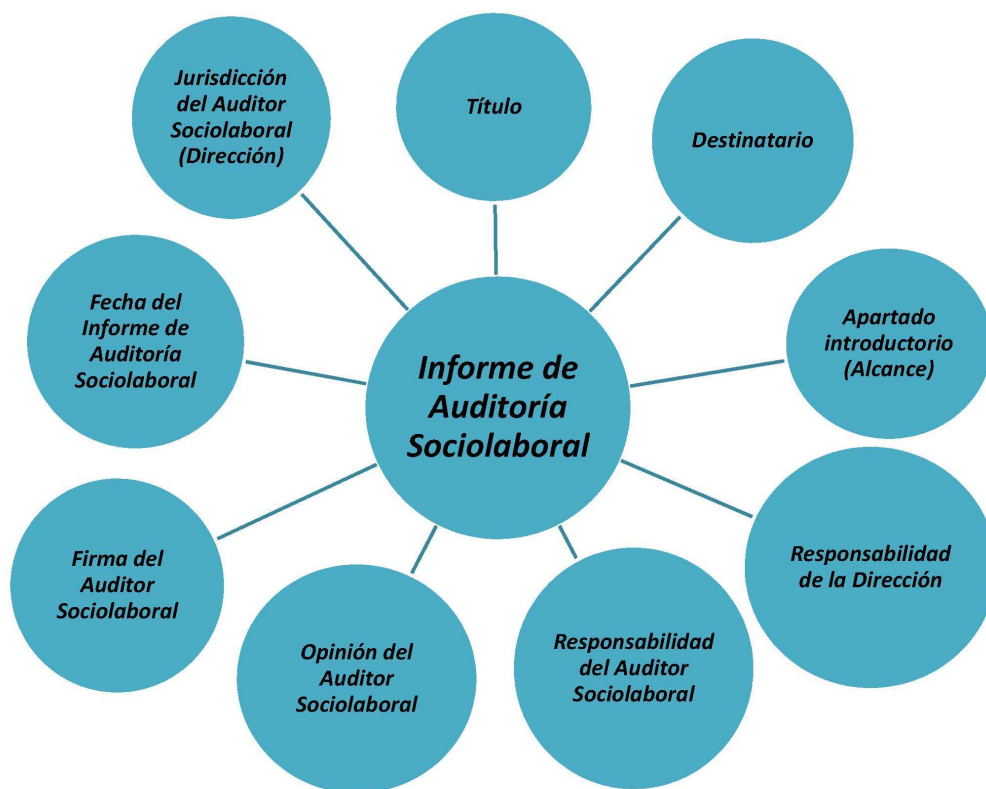 Título
Destinatario
Apartado
introductorio
(Alcance)
Responsabilidad
de la Dirección
Responsabilidad
del Auditor
Sociolaboral
Opinión del
Auditor
Sociolaboral
Firma del
Auditor
Sociolaboral
Fecha del
Informe de
Auditoría
Sociolaboral
Jurisdicción
del Auditor
Sociolaboral
(Dirección)
Informe de
Auditoría
Sociolaboral